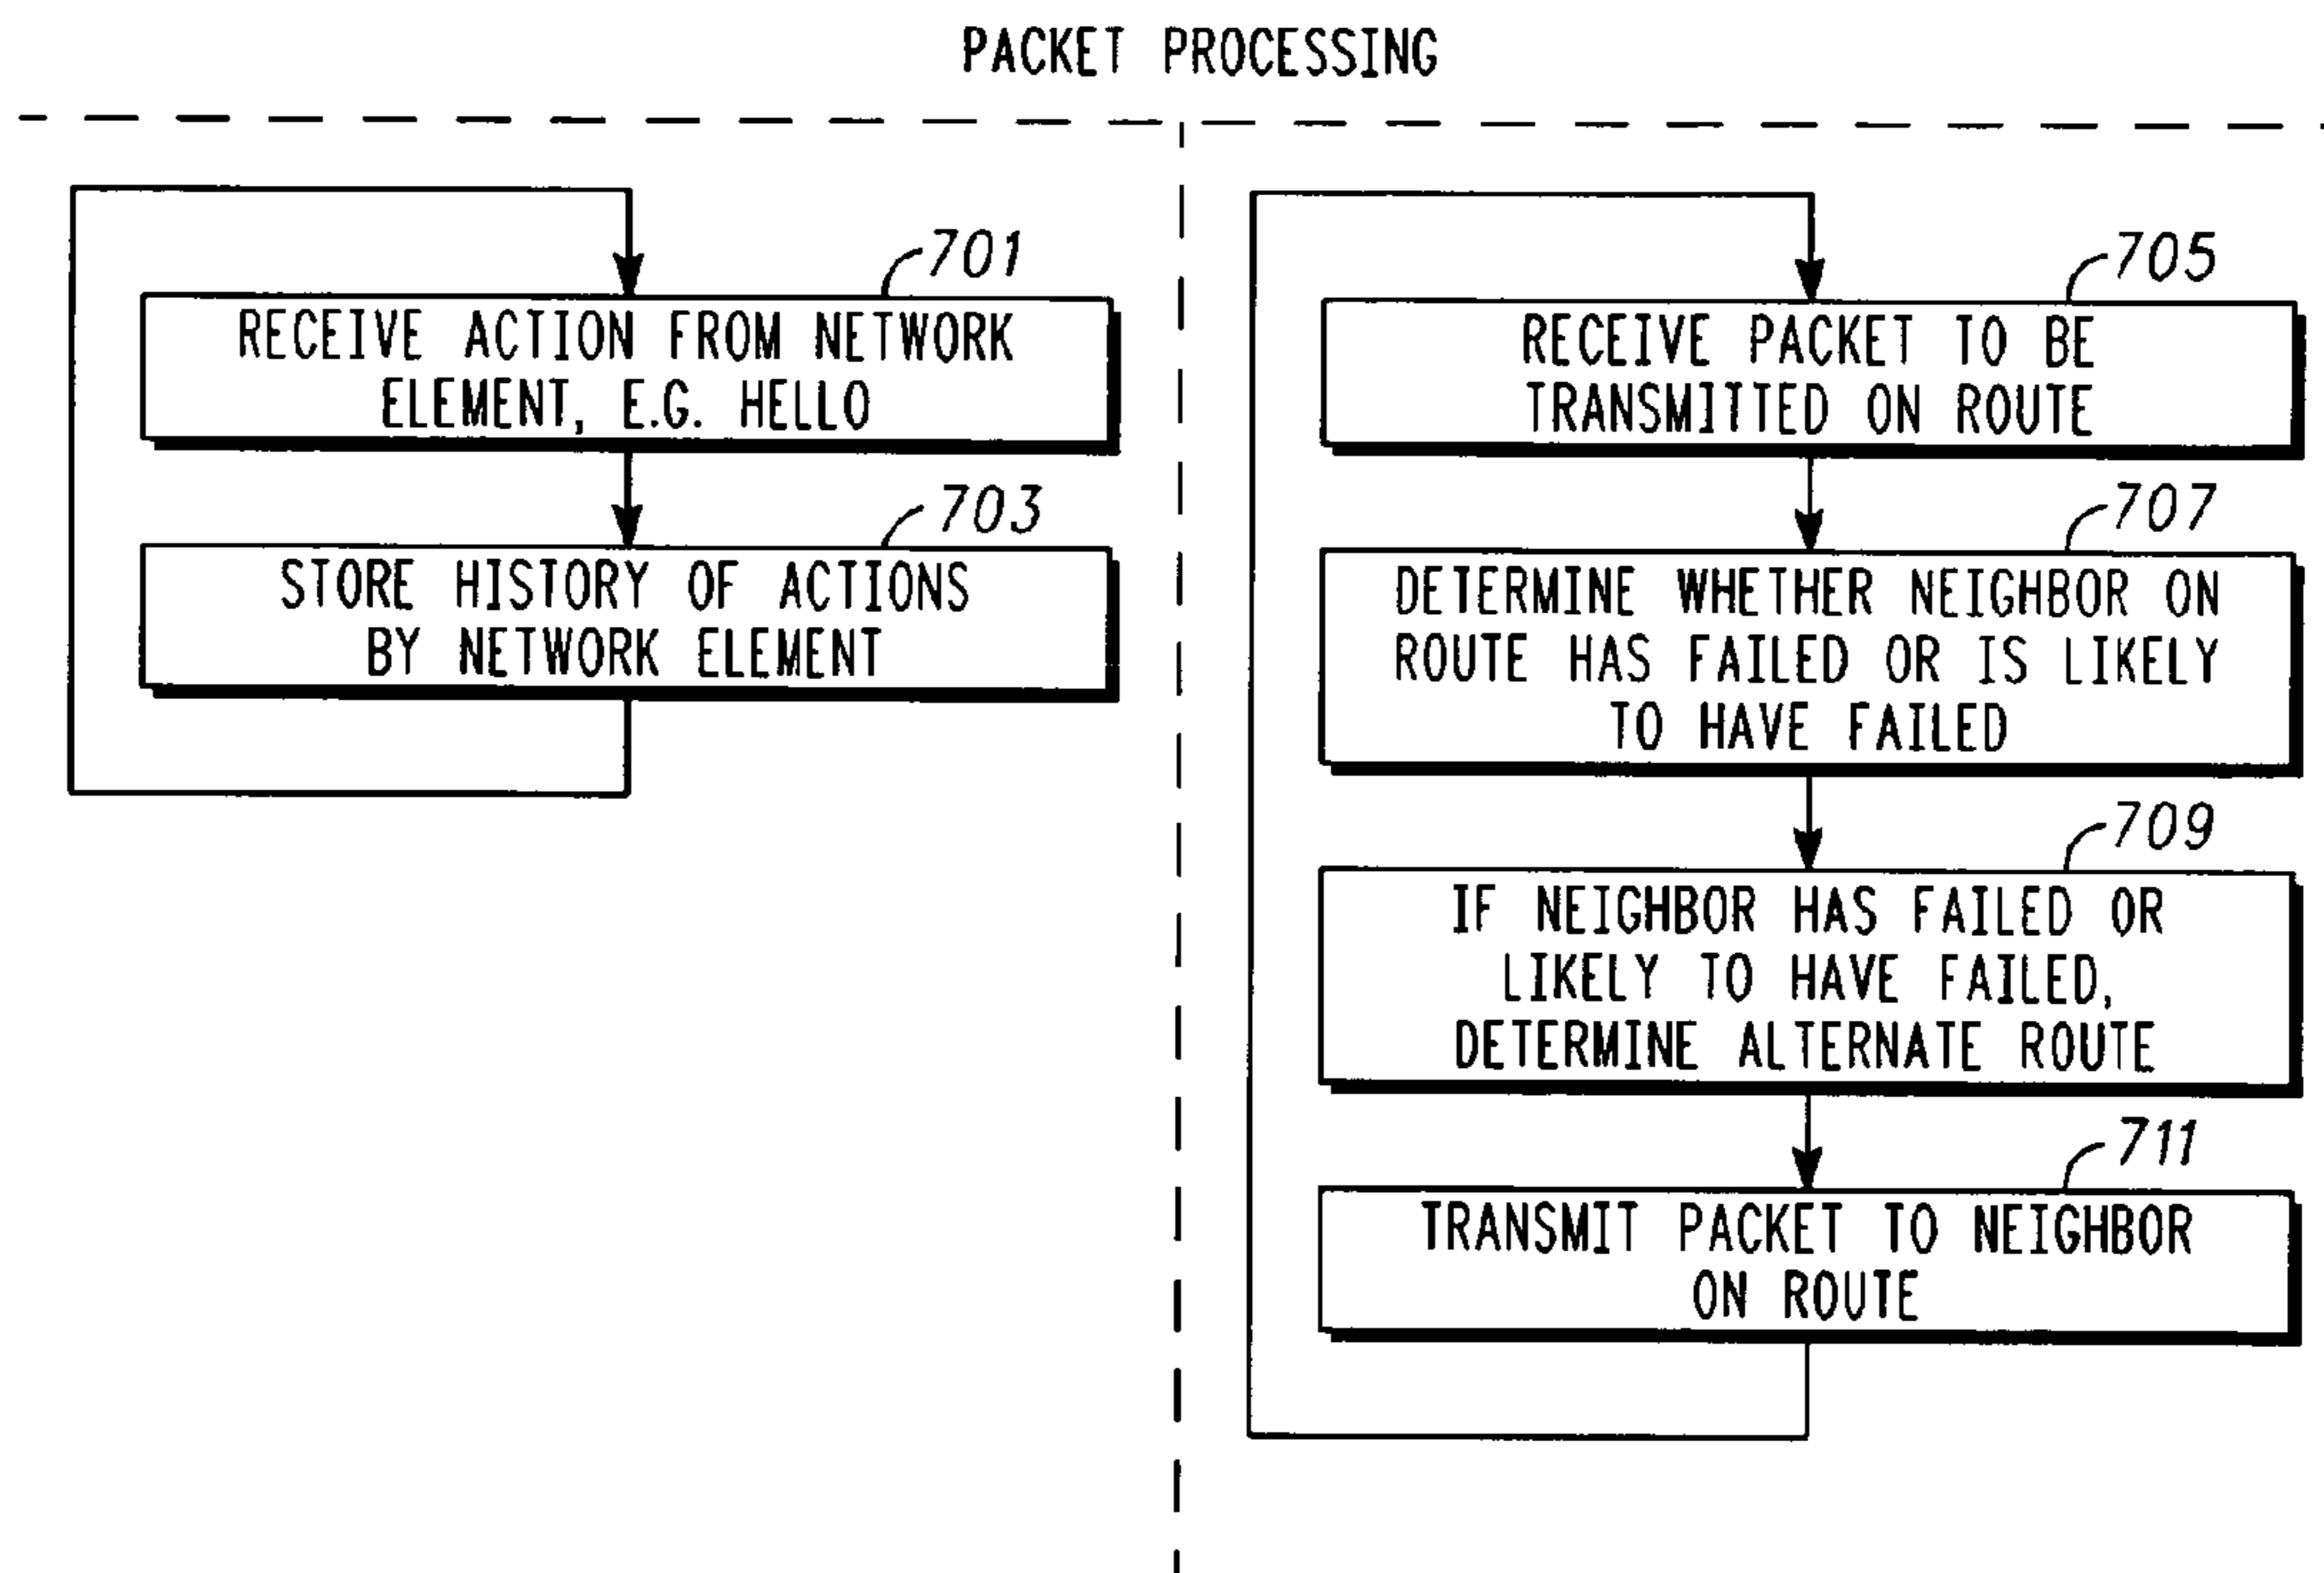 PACKET PROCESSING
701
RECEIVE ACTION FROM NETWORK
ELEMENT, E.G. HELLO
703
STORE HISTORY OF ACTIONS
BY NETWORK ELEMENT
705
RECEIVE PACKET TO BE
TRANSMITTED ON ROUTE
707
DETERMINE WHETHER NEIGHBOR ON
ROUTE HAS FAILED OR IS LIKELY
TO HAVE FAILED
709
IF NEIGHBOR HAS FAILED OR
LIKELY TO HAVE FAILED,
DETERMINE ALTERNATE ROUTE
711
TRANSMIT PACKET TO NEIGHBOR
ON ROUTE